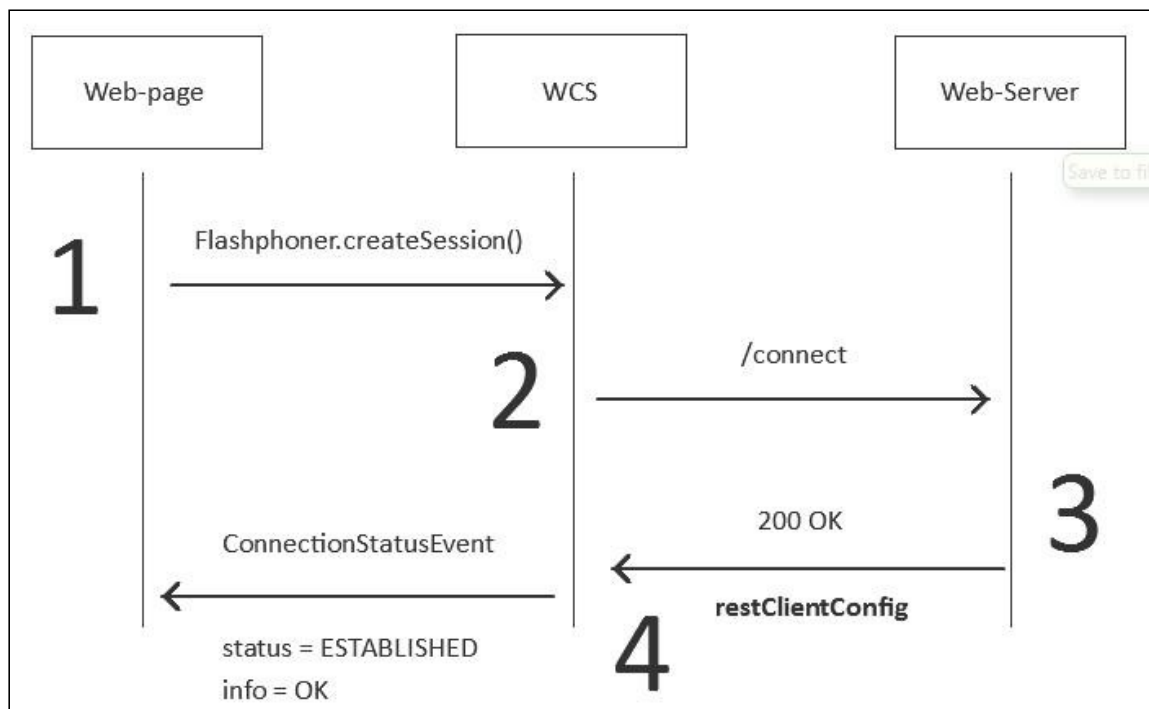 Web-page
WCS
Web-Server
Save to
Flashphoner.createSession()
1
/connect
2
200 OK
3
restClientConfig
ConnectionStatusEvent
status = ESTABLISHED
info = OK
4